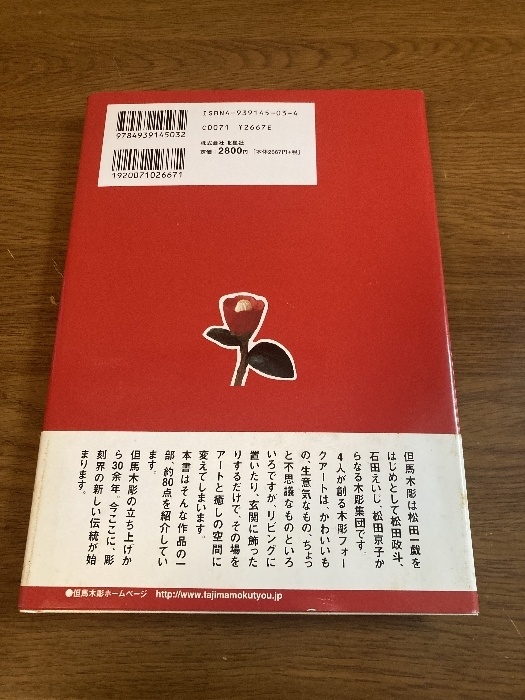 ISBN4-939145-03-4
C0071 ¥2667E
株式会社 北星社
定価 2800円 [本体2667円+税]
9784939145032
1920071026671
但馬木彫は松田一戯を
はじめとして松田政斗、
石田えいじ、松田京子か
らなる木彫集団です。
4人が創る木彫フォー
クアートは、かわいいも
の、生意気なもの、ちょっ
と不思議なものといろ
いろですが、リビングに
置いたり、玄関に飾った
りするだけで、その場を
アートと癒しの空間に
変えてしまいます。
本書はそんな作品の一
部、約80点を紹介してい
ます。
但馬木彫の立ち上げか
ら30余年。今ここに、彫
刻界の新しい伝統が始
まります。
●但馬木彫ホームページ http://www.tajimamokutyou.jp